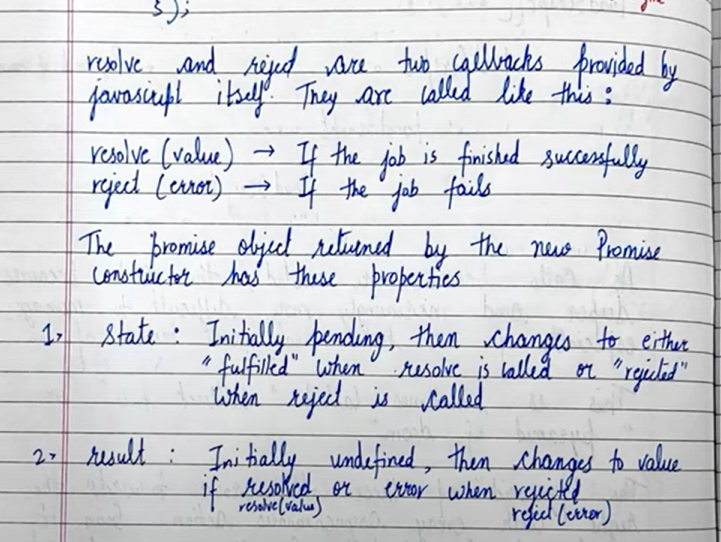 });
resolve and reject are two callbacks provided by
javascript itself. They are called like this:
resolve (value) → If the job is finished successfully
reject (error) → If the job fails
The promise object returned by the new Promise
constructor has these properties
1, State : Initially pending, then changes to either
"fulfilled" when resolve is called or "rejected"
when reject is called
2, result : Initially undefined, then changes to value
if resolved or error when rejected
resolve(value) reject (error)